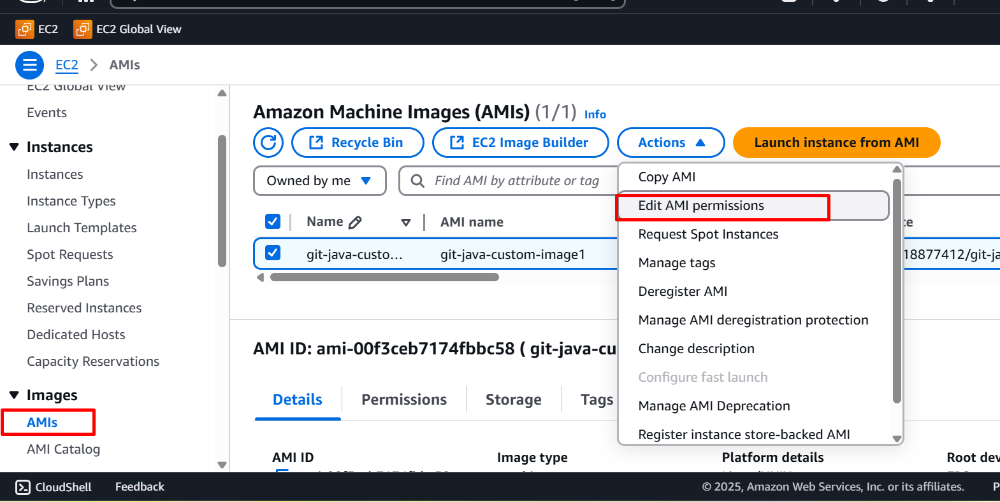 EC2 EC2 Global View
EC2 AMIs
EC2 Global View
Events
Instances
Instances
Instance Types
Launch Templates
Spot Requests
Savings Plans
Reserved Instances
Dedicated Hosts
Capacity Reservations
Images
AMIs
AMI Catalog
Amazon Machine Images (AMIs) (1/1) Info
Recycle Bin EC2 Image Builder Actions Launch instance from AMI
Owned by me Find AMI by attribute or tag
Name AMI name
git-java-custo... git-java-custom-image1 18877412/git-ja
Copy AMI
Edit AMI permissions
Request Spot Instances
Manage tags
Deregister AMI
Manage AMI deregistration protection
Change description
Configure fast launch
Manage AMI Deprecation
Register instance store-backed AMI
AMI ID: ami-00f3ceb7174fbbc58 ( git-java-cu
Details Permissions Storage Tags
AMI ID Image type Platform details Root dev
CloudShell Feedback © 2025, Amazon Web Services, Inc. or its affiliates. P